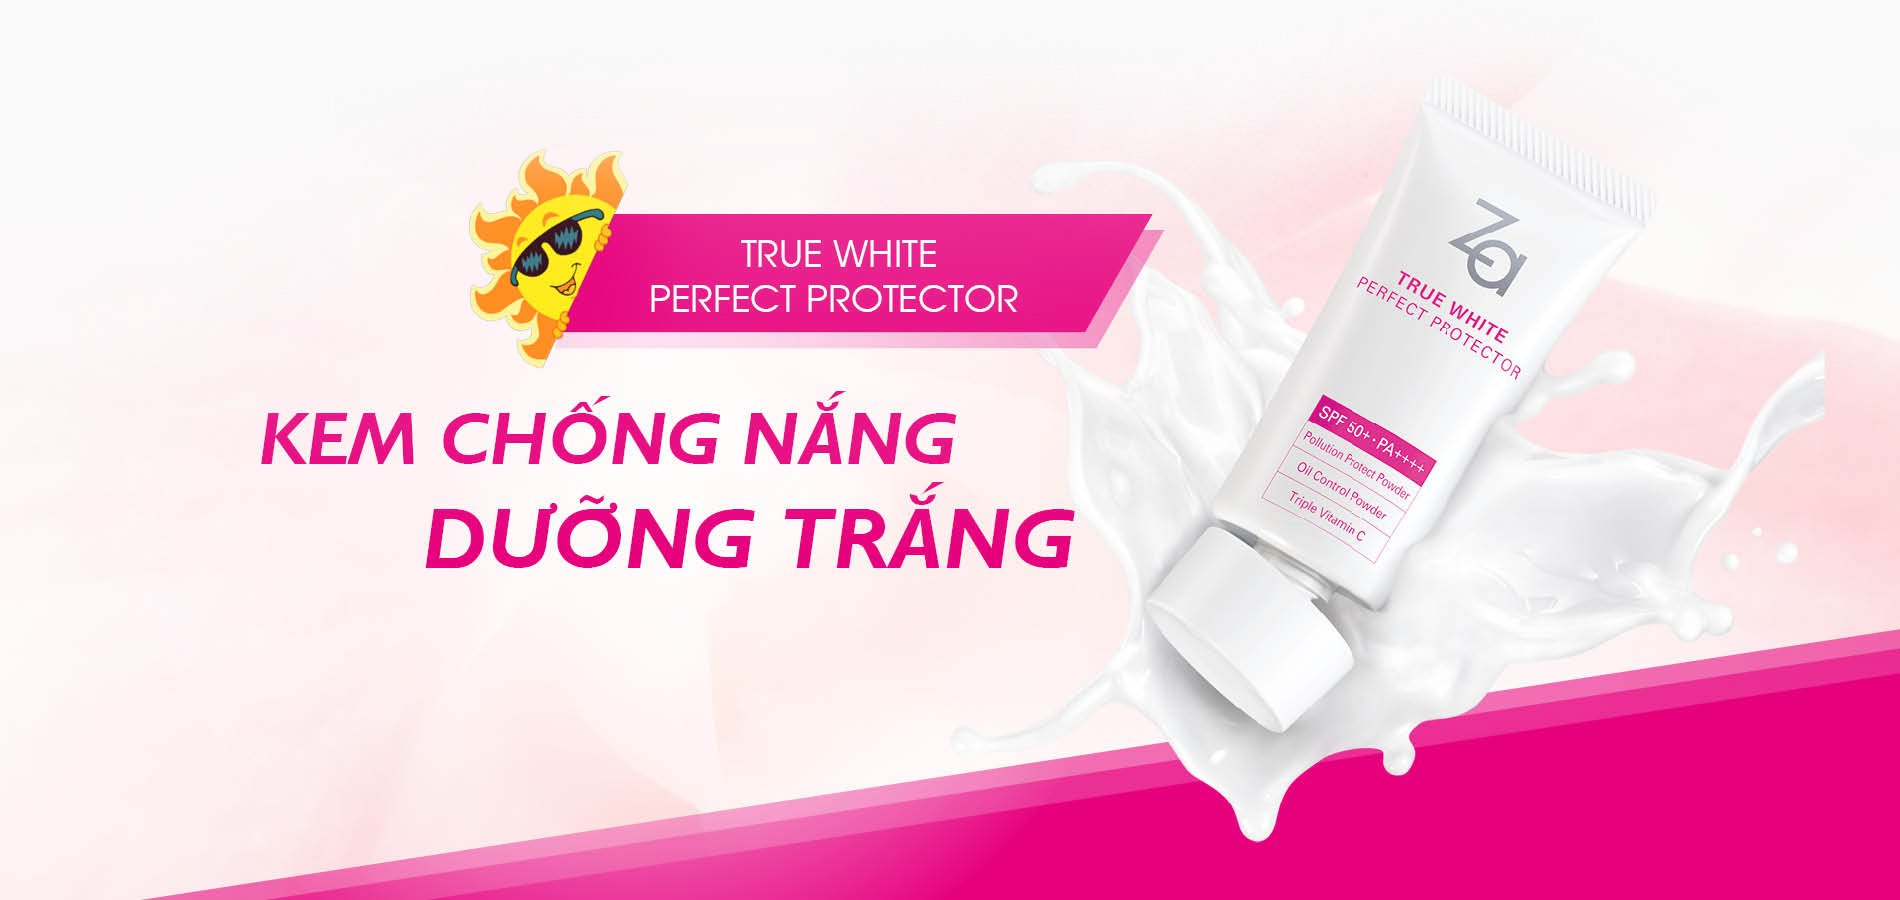 TRUE WHITE
PERFECT PROTECTOR
KEM CHỐNG NẮNG
DƯỠNG TRẮNG
Za
TRUE WHITE
PERFECT PROTECTOR
SPF 50+·PA++++
Pollution Protect Powder
Oil Control Powder
Triple Vitamin C